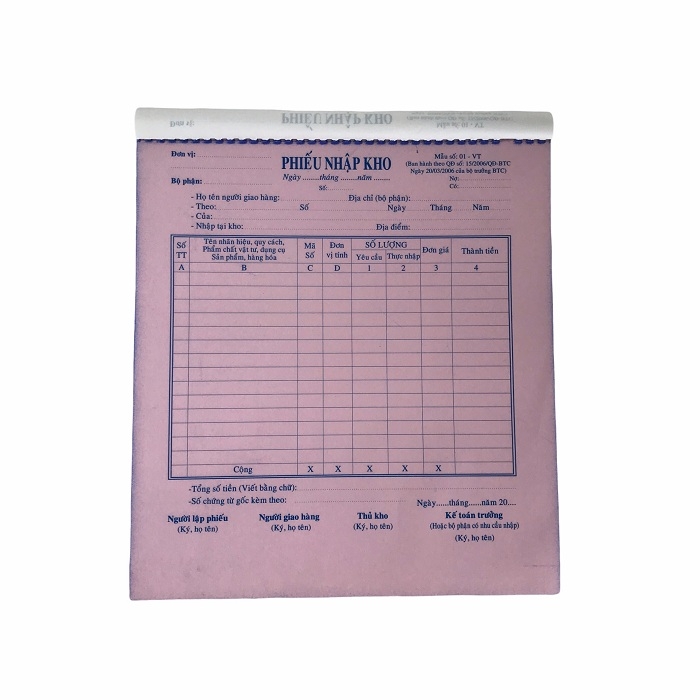 PHIẾU NHẬP KHO
Đơn vị:
Mẫu số: 01 - VT
(Ban hành theo QĐ số: 15/2006/QĐ-BTC
Ngày 20/03/2006 của bộ trưởng BTC)
PHIẾU NHẬP KHO
Ngày ......tháng ......năm ......
Bộ phận:
Số:
Nợ:
Có:
- Họ tên người giao hàng: Địa chỉ (bộ phận):
- Theo: Số Ngày Tháng Năm
- Của:
- Nhập tại kho: Địa điểm:
Số TT
Tên nhãn hiệu, quy cách,
Phẩm chất vật tư, dụng cụ
Sản phẩm, hàng hóa
Mã Số
Đơn vị tính
SỐ LƯỢNG
Yêu cầu Thực nhập
Đơn giá
Thành tiền
A B C D 1 2 3 4
Cộng X X X X X
-Tổng số tiền (Viết bằng chữ):
-Số chứng từ gốc kèm theo: Ngày......tháng......năm 20....
Người lập phiếu Người giao hàng Thủ kho Kế toán trưởng
(Ký, họ tên) (Ký, họ tên) (Ký, họ tên) (Hoặc bộ phận có nhu cầu nhập)
(Ký, họ tên)